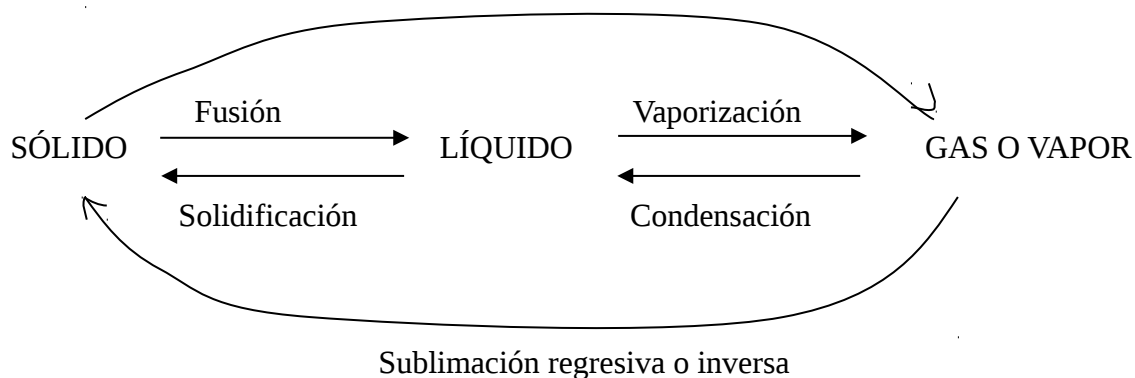 Fusión
Vaporización
SÓLIDO
LÍQUIDO
GAS O VAPOR
Solidificación
Condensación
Sublimación regresiva o inversa